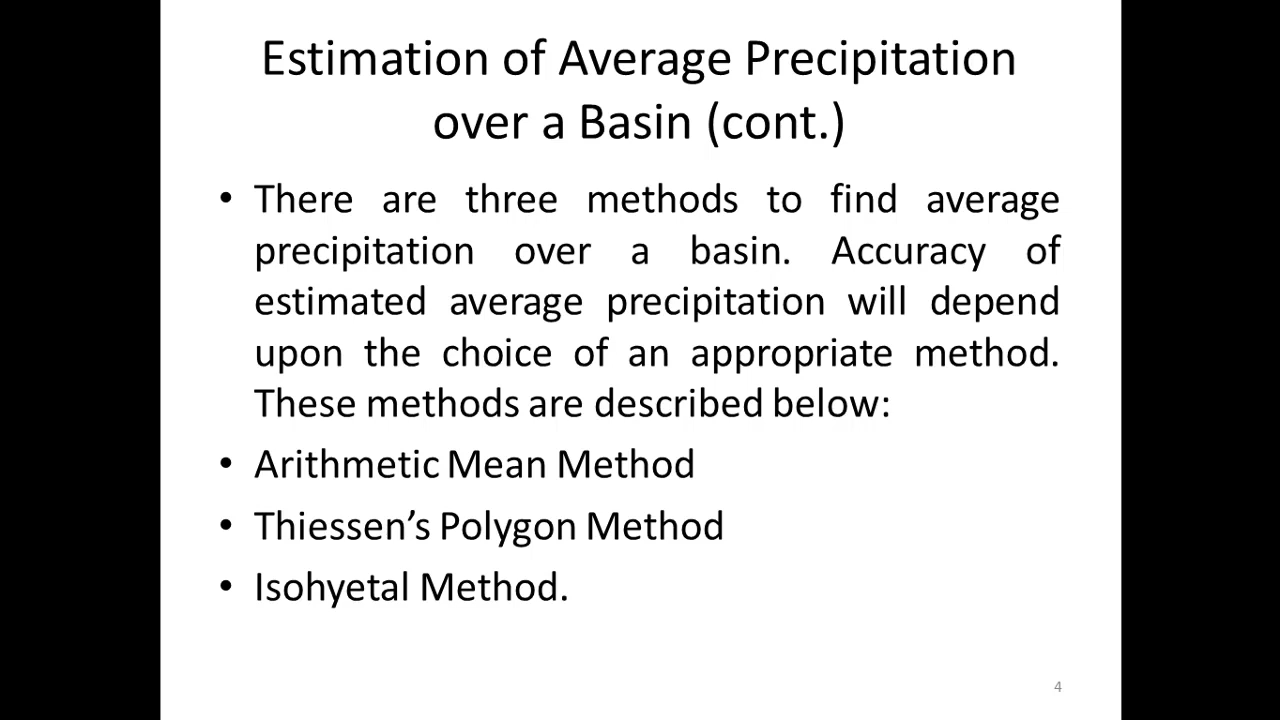 Estimation of Average Precipitation
over a Basin (cont.)
• There are three methods to find average
precipitation over a basin. Accuracy of
estimated average precipitation will depend
upon the choice of an appropriate method.
These methods are described below:
• Arithmetic Mean Method
• Thiessen’s Polygon Method
• Isohyetal Method.
4